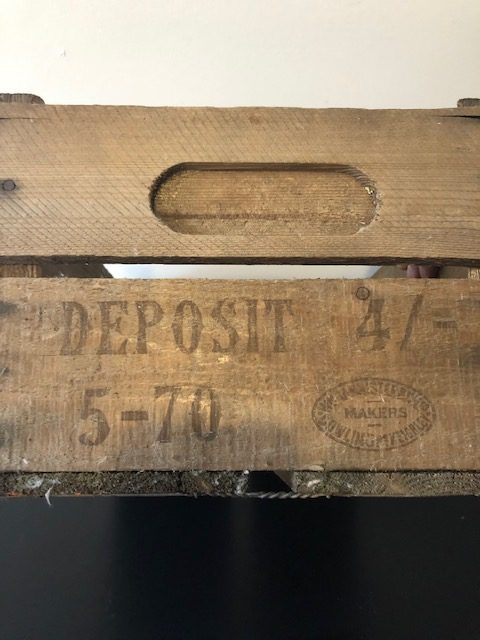 DEPOSIT 4/-
5-70
MAKERS